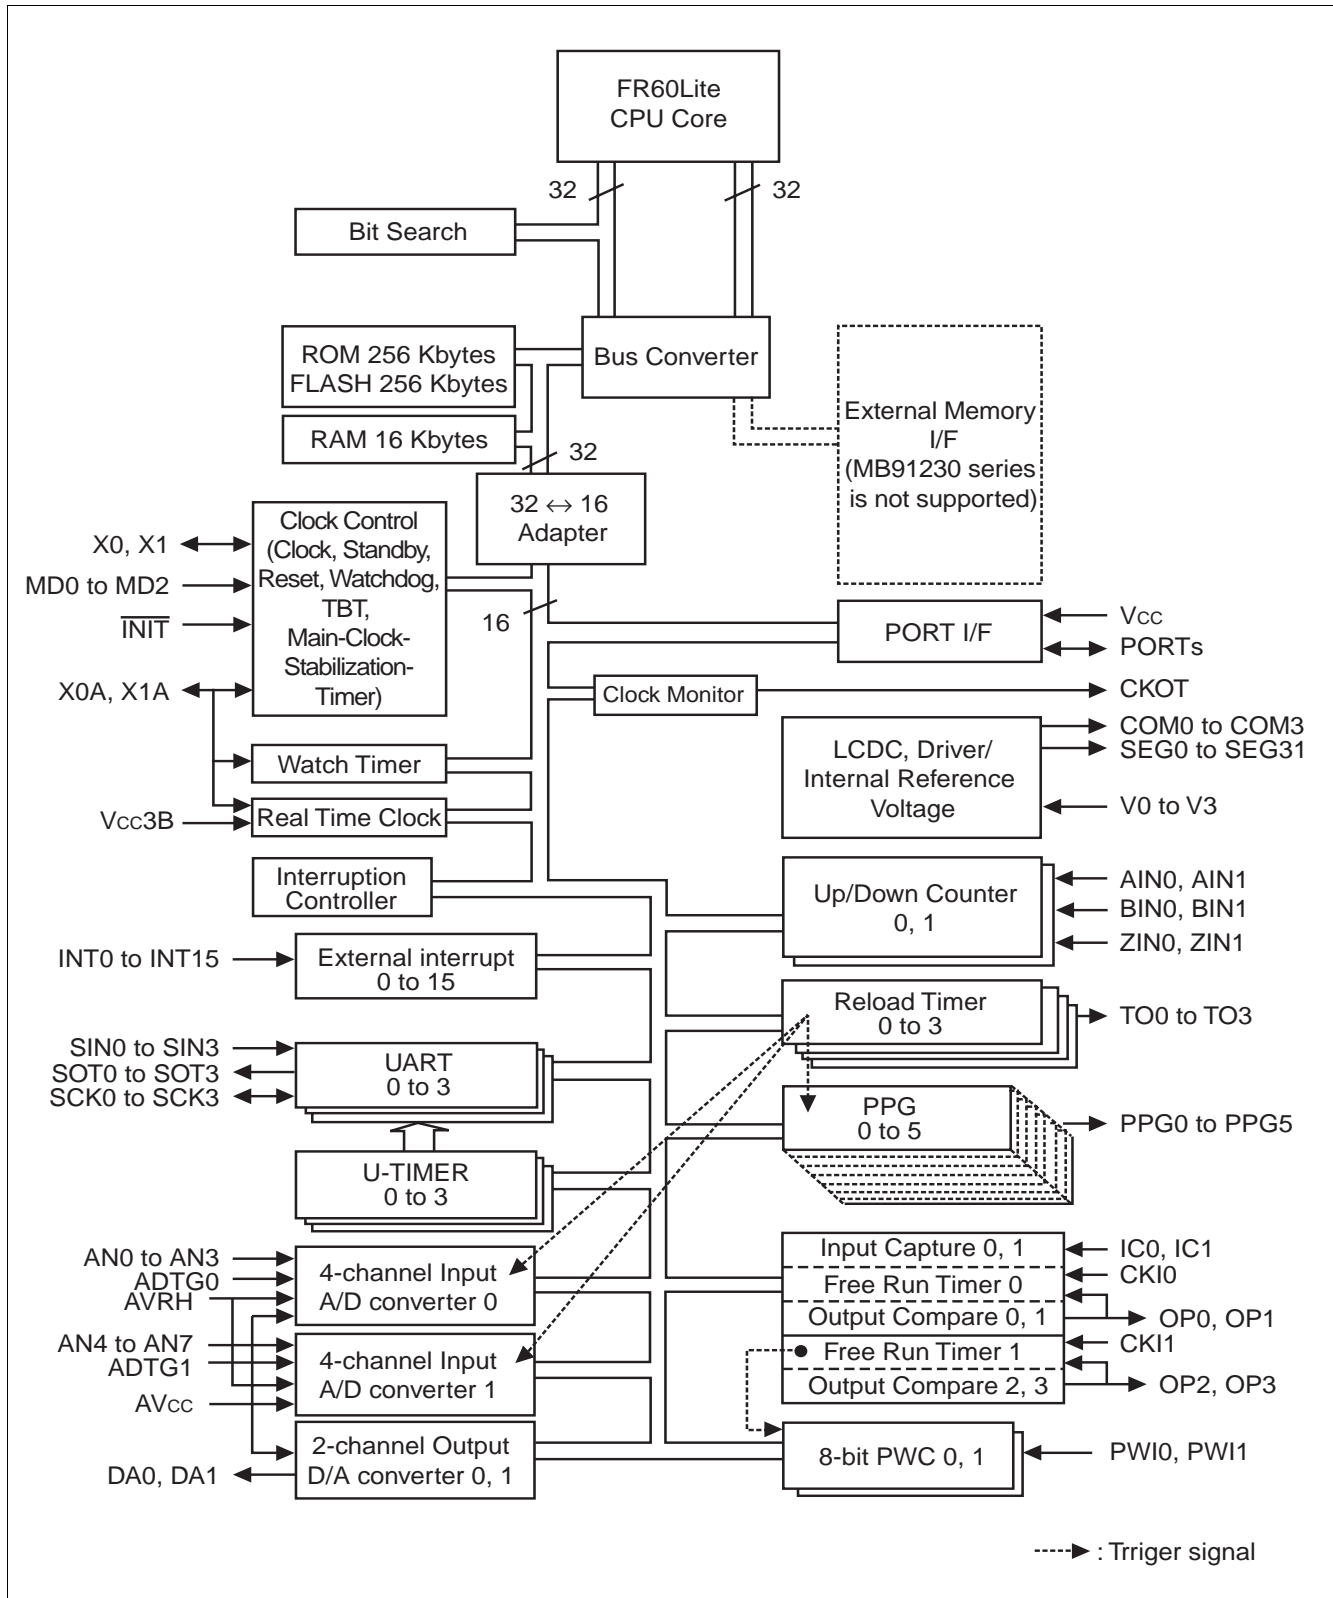 FR60Lite
CPU Core
32
32
Bit Search
ROM 256 Kbytes
FLASH 256 Kbytes
Bus Converter
RAM 16 Kbytes
External Memory
I/F
(MB91230 series
is not supported)
32
32 ↔ 16
Adapter
X0, X1
MD0 to MD2
INIT
X0A, X1A
Clock Control
(Clock, Standby,
Reset, Watchdog,
TBT,
Main-Clock-
Stabilization-
Timer)
16
PORT I/F
Vcc
PORTs
Clock Monitor
CKOT
Watch Timer
Vcc3B
Real Time Clock
LCDC, Driver/
Internal Reference
Voltage
COM0 to COM3
SEG0 to SEG31
V0 to V3
Interruption
Controller
Up/Down Counter
0, 1
AIN0, AIN1
BIN0, BIN1
ZIN0, ZIN1
INT0 to INT15
External interrupt
0 to 15
Reload Timer
0 to 3
TO0 to TO3
SIN0 to SIN3
SOT0 to SOT3
SCK0 to SCK3
UART
0 to 3
PPG
0 to 5
PPG0 to PPG5
U-TIMER
0 to 3
AN0 to AN3
ADTG0
AVRH
4-channel Input
A/D converter 0
Input Capture 0, 1
Free Run Timer 0
Output Compare 0, 1
Free Run Timer 1
Output Compare 2, 3
IC0, IC1
CKI0
OP0, OP1
CKI1
OP2, OP3
AN4 to AN7
ADTG1
AVcc
4-channel Input
A/D converter 1
DA0, DA1
2-channel Output
D/A converter 0, 1
8-bit PWC 0, 1
PWI0, PWI1
: Trriger signal